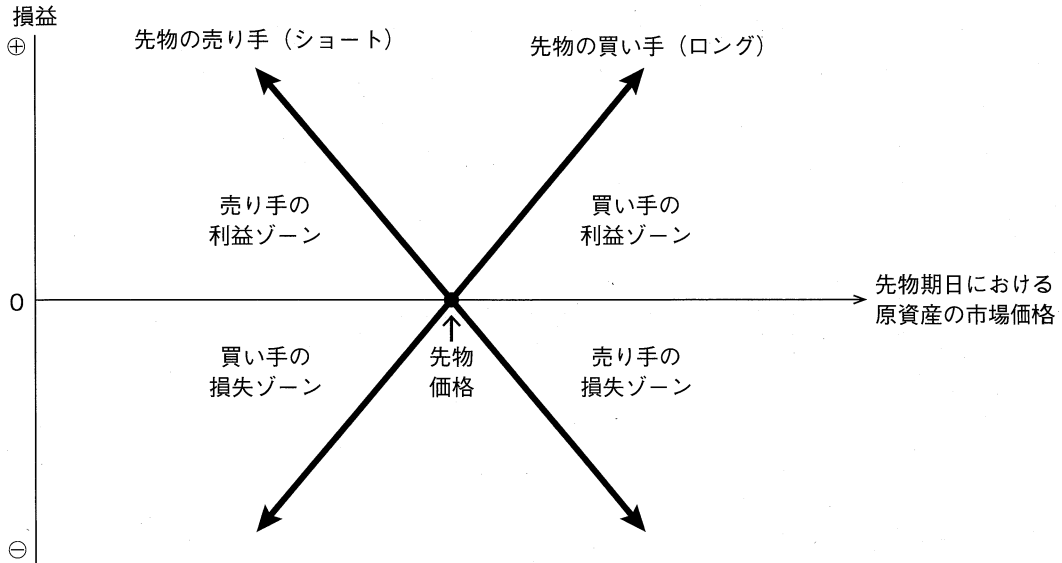 損益
⊕
先物の売り手（ショート）
先物の買い手（ロング）
売り手の
利益ゾーン
買い手の
利益ゾーン
0
先物期日における
原資産の市場価格
買い手の
損失ゾーン
先物
価格
売り手の
損失ゾーン
⊖